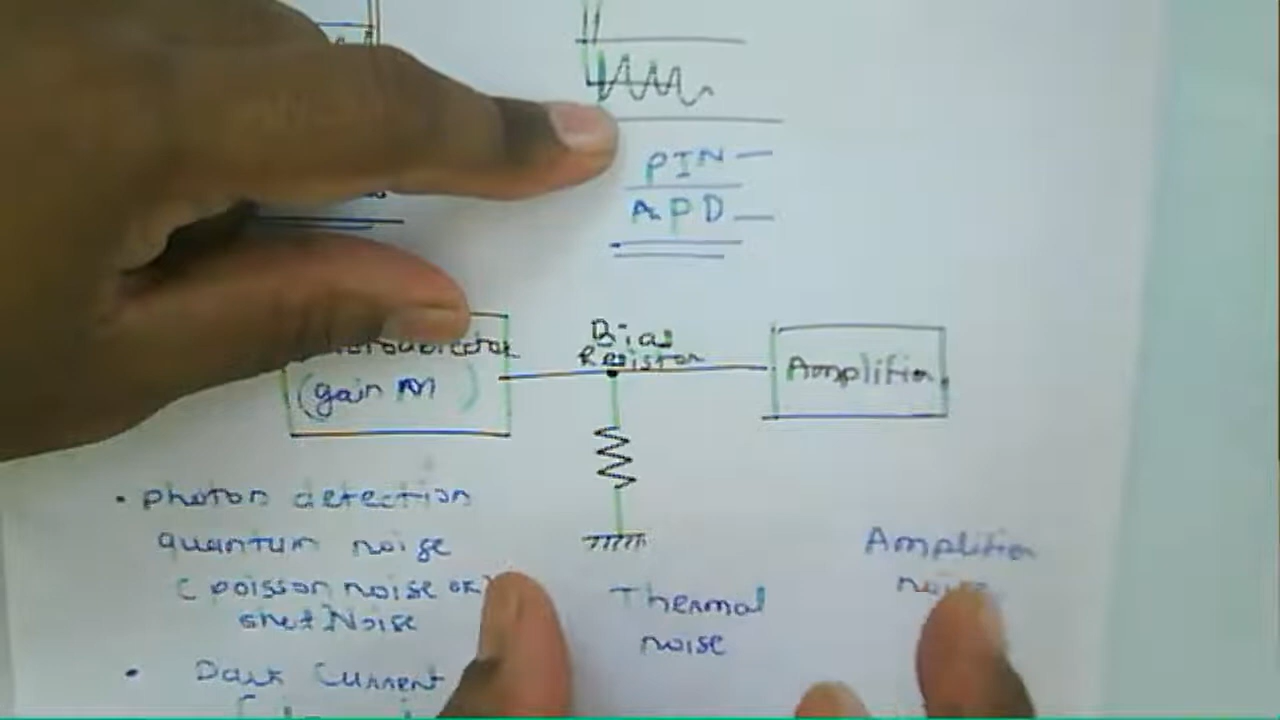 PIN
APD
Bias
Resistor
(gain M)
Amplifier
• photon detection
quantum noise
(poisson noise or
shot Noise
Amplifier
noise
Thermal
noise
• Dark Current